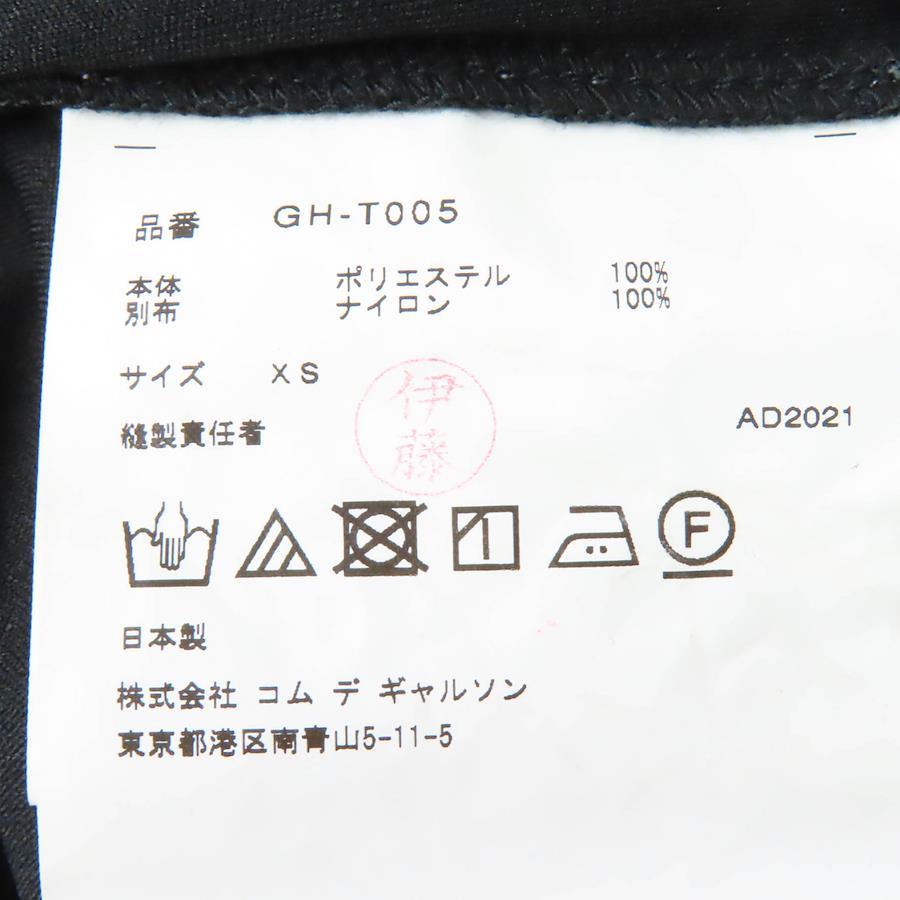 品番 GH-T005
本体 ポリエステル 100%
別布 ナイロン 100%
サイズ XS
伊藤
縫製責任者
AD2021
F
日本製
株式会社 コム デ ギャルソン
東京都港区南青山5-11-5